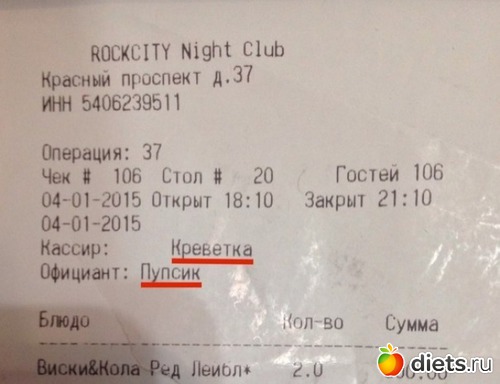 ROCKCITY Night Club
Красный проспект д.37
ИНН 5406239511
Операция: 37
Чек # 106 Стол # 20 Гостей 106
04-01-2015 Открыт 18:10 Закрыт 21:10
04-01-2015
Кассир: Креветка
Официант: Пупсик
Блюдо Кол-во Сумма
Виски&Кола Ред Лейбл* 2.0
diets.ru